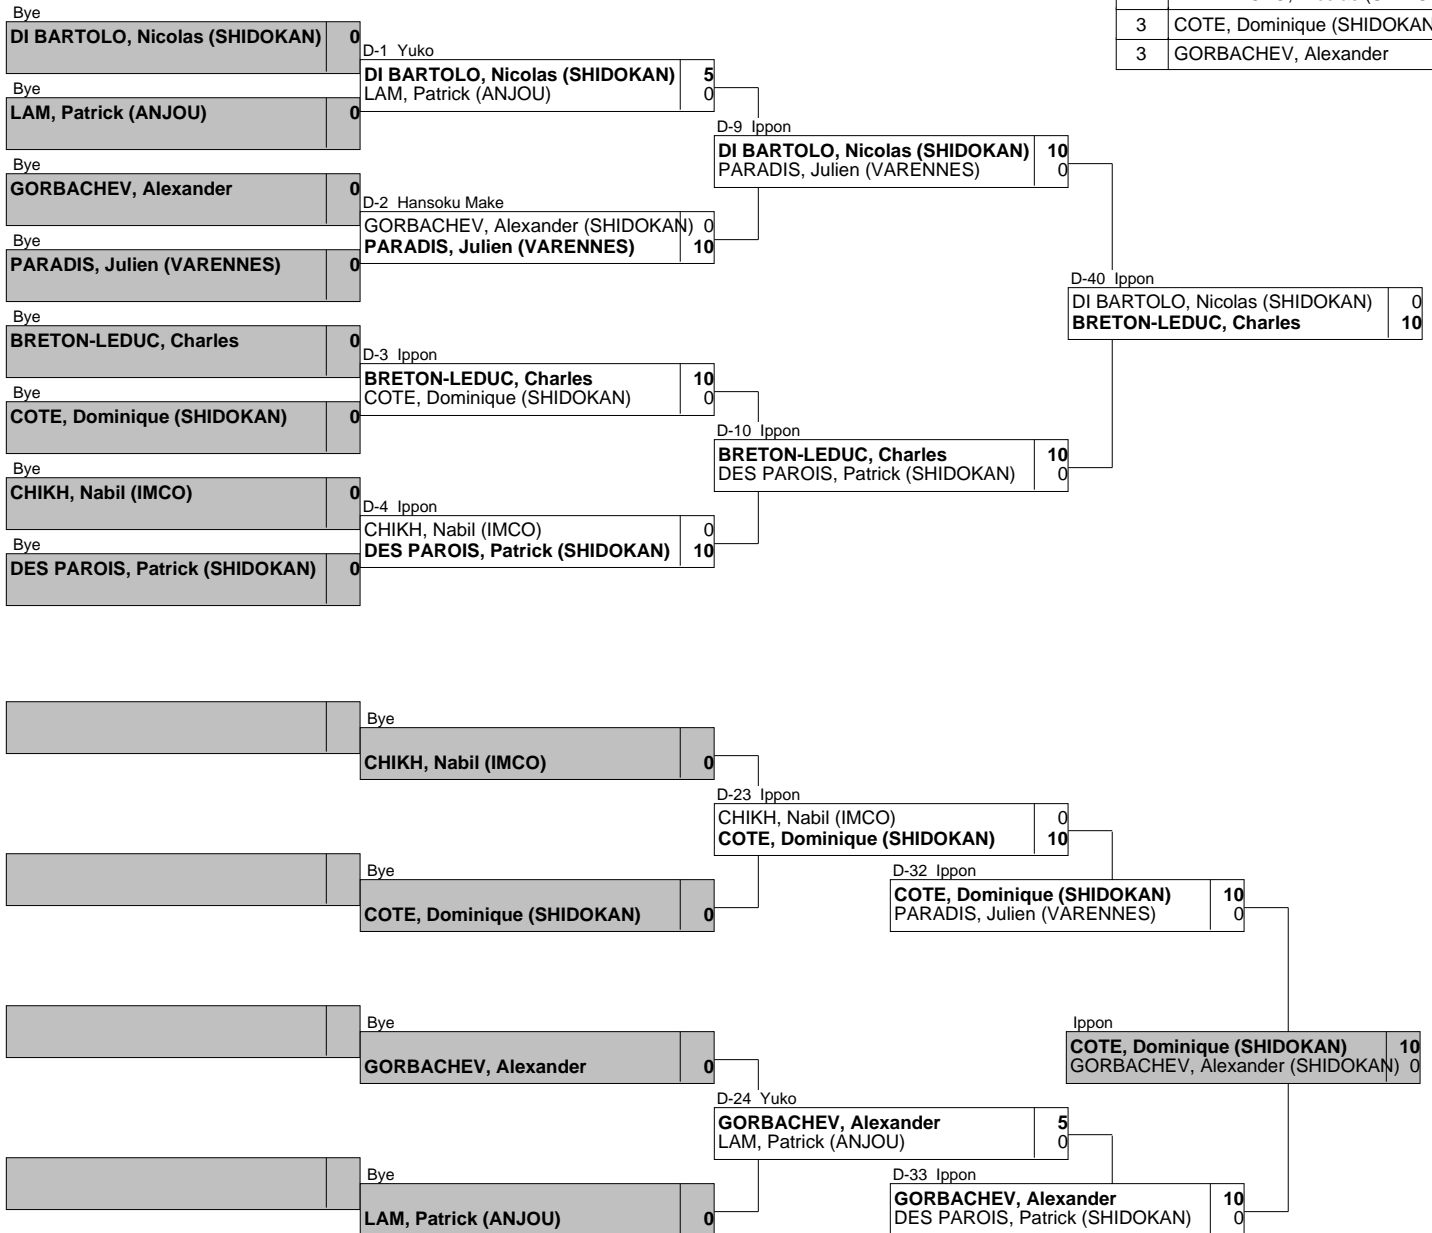 3 COTE, Dominique (SHIDOKAN
3 GORBACHEV, Alexander
Bye
DI BARTOLO, Nicolas (SHIDOKAN) 0
Bye
LAM, Patrick (ANJOU) 0
Bye
GORBACHEV, Alexander 0
Bye
PARADIS, Julien (VARENNES) 0
Bye
BRETON-LEDUC, Charles 0
Bye
COTE, Dominique (SHIDOKAN) 0
Bye
CHIKH, Nabil (IMCO) 0
Bye
DES PAROIS, Patrick (SHIDOKAN) 0
D-1 Yuko
DI BARTOLO, Nicolas (SHIDOKAN) 5
LAM, Patrick (ANJOU) 0
D-2 Hansoku Make
GORBACHEV, Alexander (SHIDOKAN) 0
PARADIS, Julien (VARENNES) 10
D-3 Ippon
BRETON-LEDUC, Charles 10
COTE, Dominique (SHIDOKAN) 0
D-4 Ippon
CHIKH, Nabil (IMCO) 0
DES PAROIS, Patrick (SHIDOKAN) 10
D-9 Ippon
DI BARTOLO, Nicolas (SHIDOKAN) 10
PARADIS, Julien (VARENNES) 0
D-10 Ippon
BRETON-LEDUC, Charles 10
DES PAROIS, Patrick (SHIDOKAN) 0
D-40 Ippon
DI BARTOLO, Nicolas (SHIDOKAN) 0
BRETON-LEDUC, Charles 10
Bye
CHIKH, Nabil (IMCO) 0
Bye
COTE, Dominique (SHIDOKAN) 0
Bye
GORBACHEV, Alexander 0
Bye
LAM, Patrick (ANJOU) 0
D-23 Ippon
CHIKH, Nabil (IMCO) 0
COTE, Dominique (SHIDOKAN) 10
D-24 Yuko
GORBACHEV, Alexander 5
LAM, Patrick (ANJOU) 0
D-32 Ippon
COTE, Dominique (SHIDOKAN) 10
PARADIS, Julien (VARENNES) 0
D-33 Ippon
GORBACHEV, Alexander 10
DES PAROIS, Patrick (SHIDOKAN) 0
Ippon
COTE, Dominique (SHIDOKAN) 10
GORBACHEV, Alexander (SHIDOKAN) 0